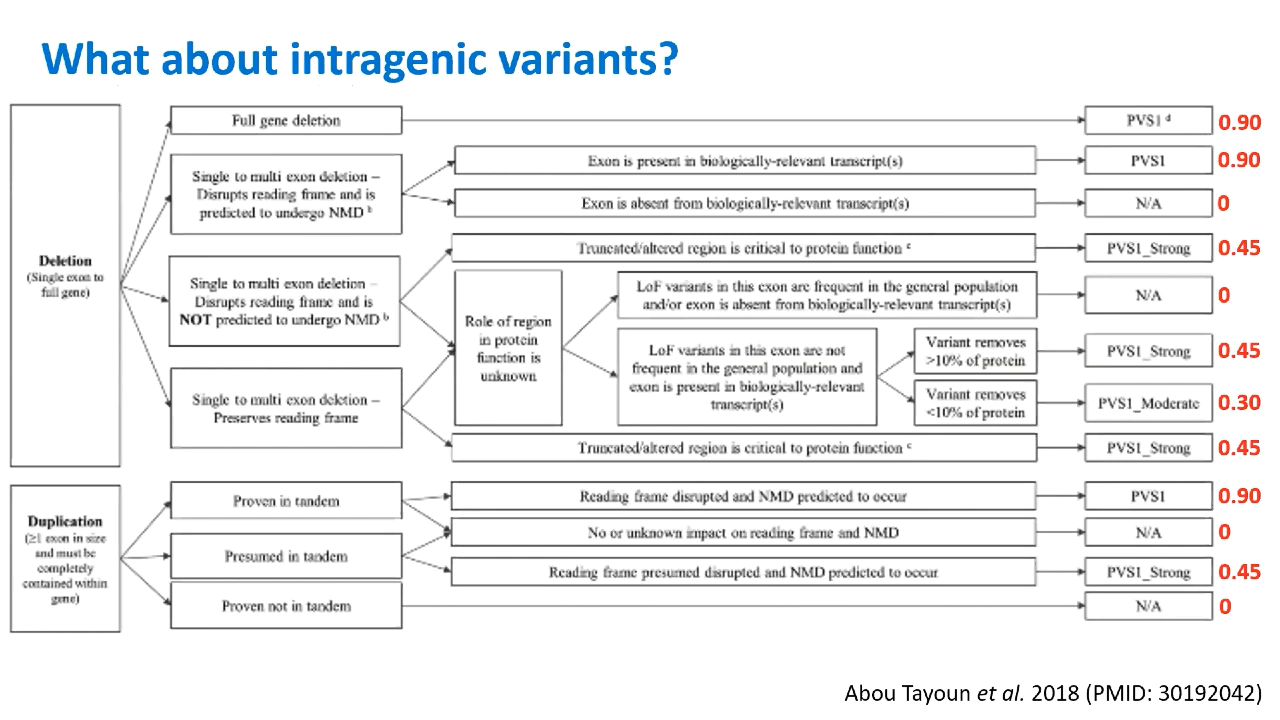 What about intragenic variants?
Deletion
(Single exon to
full gene)
Full gene deletion
PVS1 d
0.90
Single to multi exon deletion –
Disrupts reading frame and is
predicted to undergo NMD b
Exon is present in biologically-relevant transcript(s)
PVS1
0.90
Exon is absent from biologically-relevant transcript(s)
N/A
0
Single to multi exon deletion –
Disrupts reading frame and is
NOT predicted to undergo NMD b
Truncated/altered region is critical to protein function c
PVS1_Strong
0.45
Role of region
in protein
function is
unknown
LoF variants in this exon are frequent in the general population
and/or exon is absent from biologically-relevant transcript(s)
N/A
0
LoF variants in this exon are not
frequent in the general population and
exon is present in biologically-relevant
transcript(s)
Variant removes
>10% of protein
PVS1_Strong
0.45
Variant removes
<10% of protein
PVS1_Moderate
0.30
Single to multi exon deletion –
Preserves reading frame
Truncated/altered region is critical to protein function c
PVS1_Strong
0.45
Duplication
(≥1 exon in size
and must be
completely
contained within
gene)
Proven in tandem
Reading frame disrupted and NMD predicted to occur
PVS1
0.90
No or unknown impact on reading frame and NMD
N/A
0
Presumed in tandem
Reading frame presumed disrupted and NMD predicted to occur
PVS1_Strong
0.45
Proven not in tandem
N/A
0
Abou Tayoun et al. 2018 (PMID: 30192042)